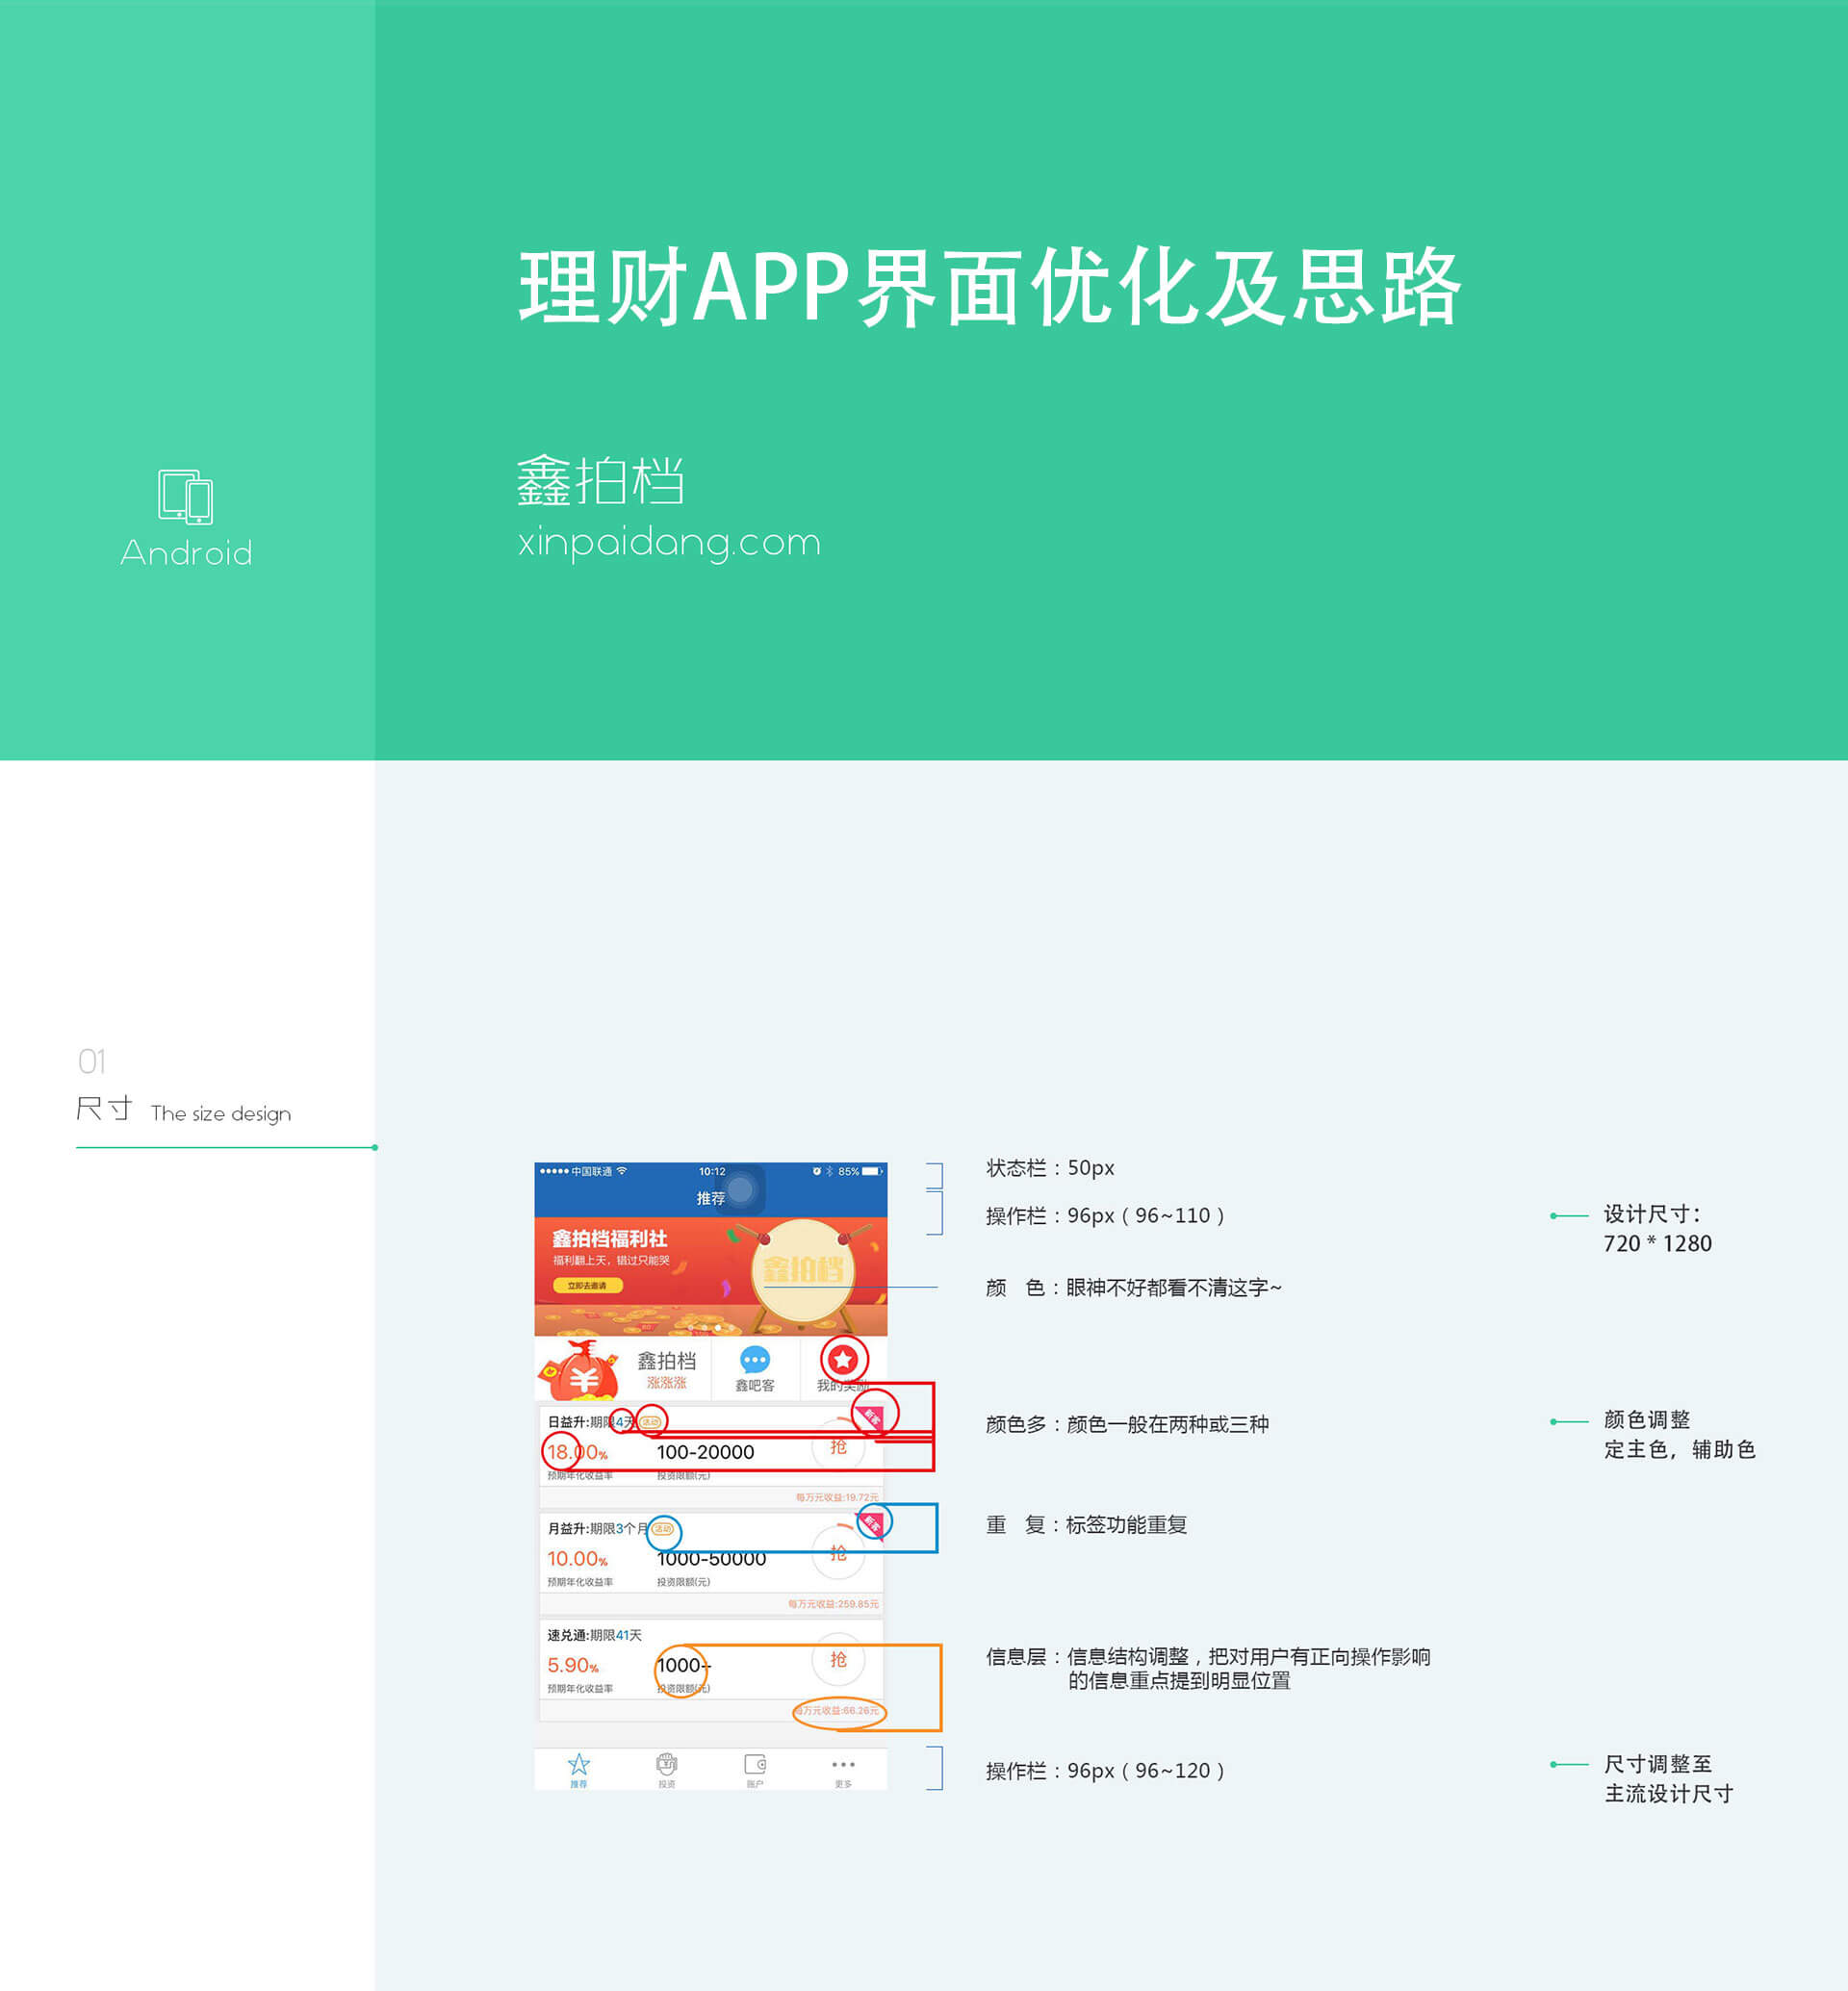 理财APP界面优化及思路
鑫拍档
xinpaidang.com
Android
01
尺寸 The size design
中国联通 10:12 85%
推荐
鑫拍档福利社
福利翻上天，错过只能哭
立即去邀请
鑫拍档
鑫拍档
涨涨涨
鑫吧客
我的奖励
日益升:期限4天 活动
新客
18.00%
100-20000
抢
预期年化收益率
投资限额(元)
每万元收益:19.72元
月益升:期限3个月 活动
新客
10.00%
1000-50000
抢
预期年化收益率
投资限额(元)
每万元收益:259.85元
速兑通:期限41天
5.90%
1000+
抢
预期年化收益率
投资限额(元)
每万元收益:66.26元
推荐
投资
账户
更多
状态栏：50px
操作栏：96px（96~110）
颜 色：眼神不好都看不清这字~
颜色多：颜色一般在两种或三种
重 复：标签功能重复
信息层：信息结构调整，把对用户有正向操作影响
的信息重点提到明显位置
操作栏：96px（96~120）
设计尺寸：
720 * 1280
颜色调整
定主色，辅助色
尺寸调整至
主流设计尺寸